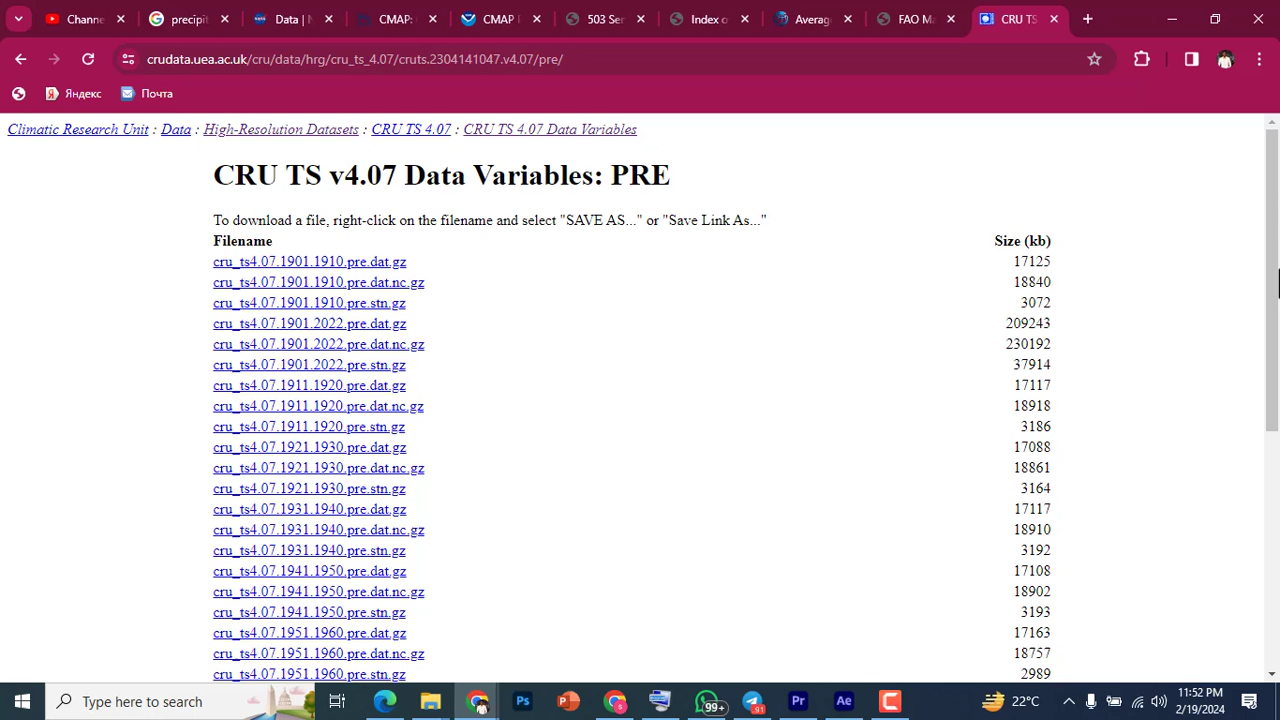 Channe
precipit
Data | N
CMAP:
CMAP
503 Ser
Index o
Average
FAO Ma
CRU TS
crudata.uea.ac.uk/cru/data/hrg/cru_ts_4.07/cruts.2304141047.v4.07/pre/
Яндекс
Почта
Climatic Research Unit : Data : High-Resolution Datasets : CRU TS 4.07 : CRU TS 4.07 Data Variables
CRU TS v4.07 Data Variables: PRE
To download a file, right-click on the filename and select "SAVE AS..." or "Save Link As..."
Filename Size (kb)
cru_ts4.07.1901.1910.pre.dat.gz 17125
cru_ts4.07.1901.1910.pre.dat.nc.gz 18840
cru_ts4.07.1901.1910.pre.stn.gz 3072
cru_ts4.07.1901.2022.pre.dat.gz 209243
cru_ts4.07.1901.2022.pre.dat.nc.gz 230192
cru_ts4.07.1901.2022.pre.stn.gz 37914
cru_ts4.07.1911.1920.pre.dat.gz 17117
cru_ts4.07.1911.1920.pre.dat.nc.gz 18918
cru_ts4.07.1911.1920.pre.stn.gz 3186
cru_ts4.07.1921.1930.pre.dat.gz 17088
cru_ts4.07.1921.1930.pre.dat.nc.gz 18861
cru_ts4.07.1921.1930.pre.stn.gz 3164
cru_ts4.07.1931.1940.pre.dat.gz 17117
cru_ts4.07.1931.1940.pre.dat.nc.gz 18910
cru_ts4.07.1931.1940.pre.stn.gz 3192
cru_ts4.07.1941.1950.pre.dat.gz 17108
cru_ts4.07.1941.1950.pre.dat.nc.gz 18902
cru_ts4.07.1941.1950.pre.stn.gz 3193
cru_ts4.07.1951.1960.pre.dat.gz 17163
cru_ts4.07.1951.1960.pre.dat.nc.gz 18757
cru_ts4.07.1951.1960.pre.stn.gz 2989
Type here to search
Ps
P
99+
91
Pr
Ae
C
22°C
11:52 PM
2/19/2024